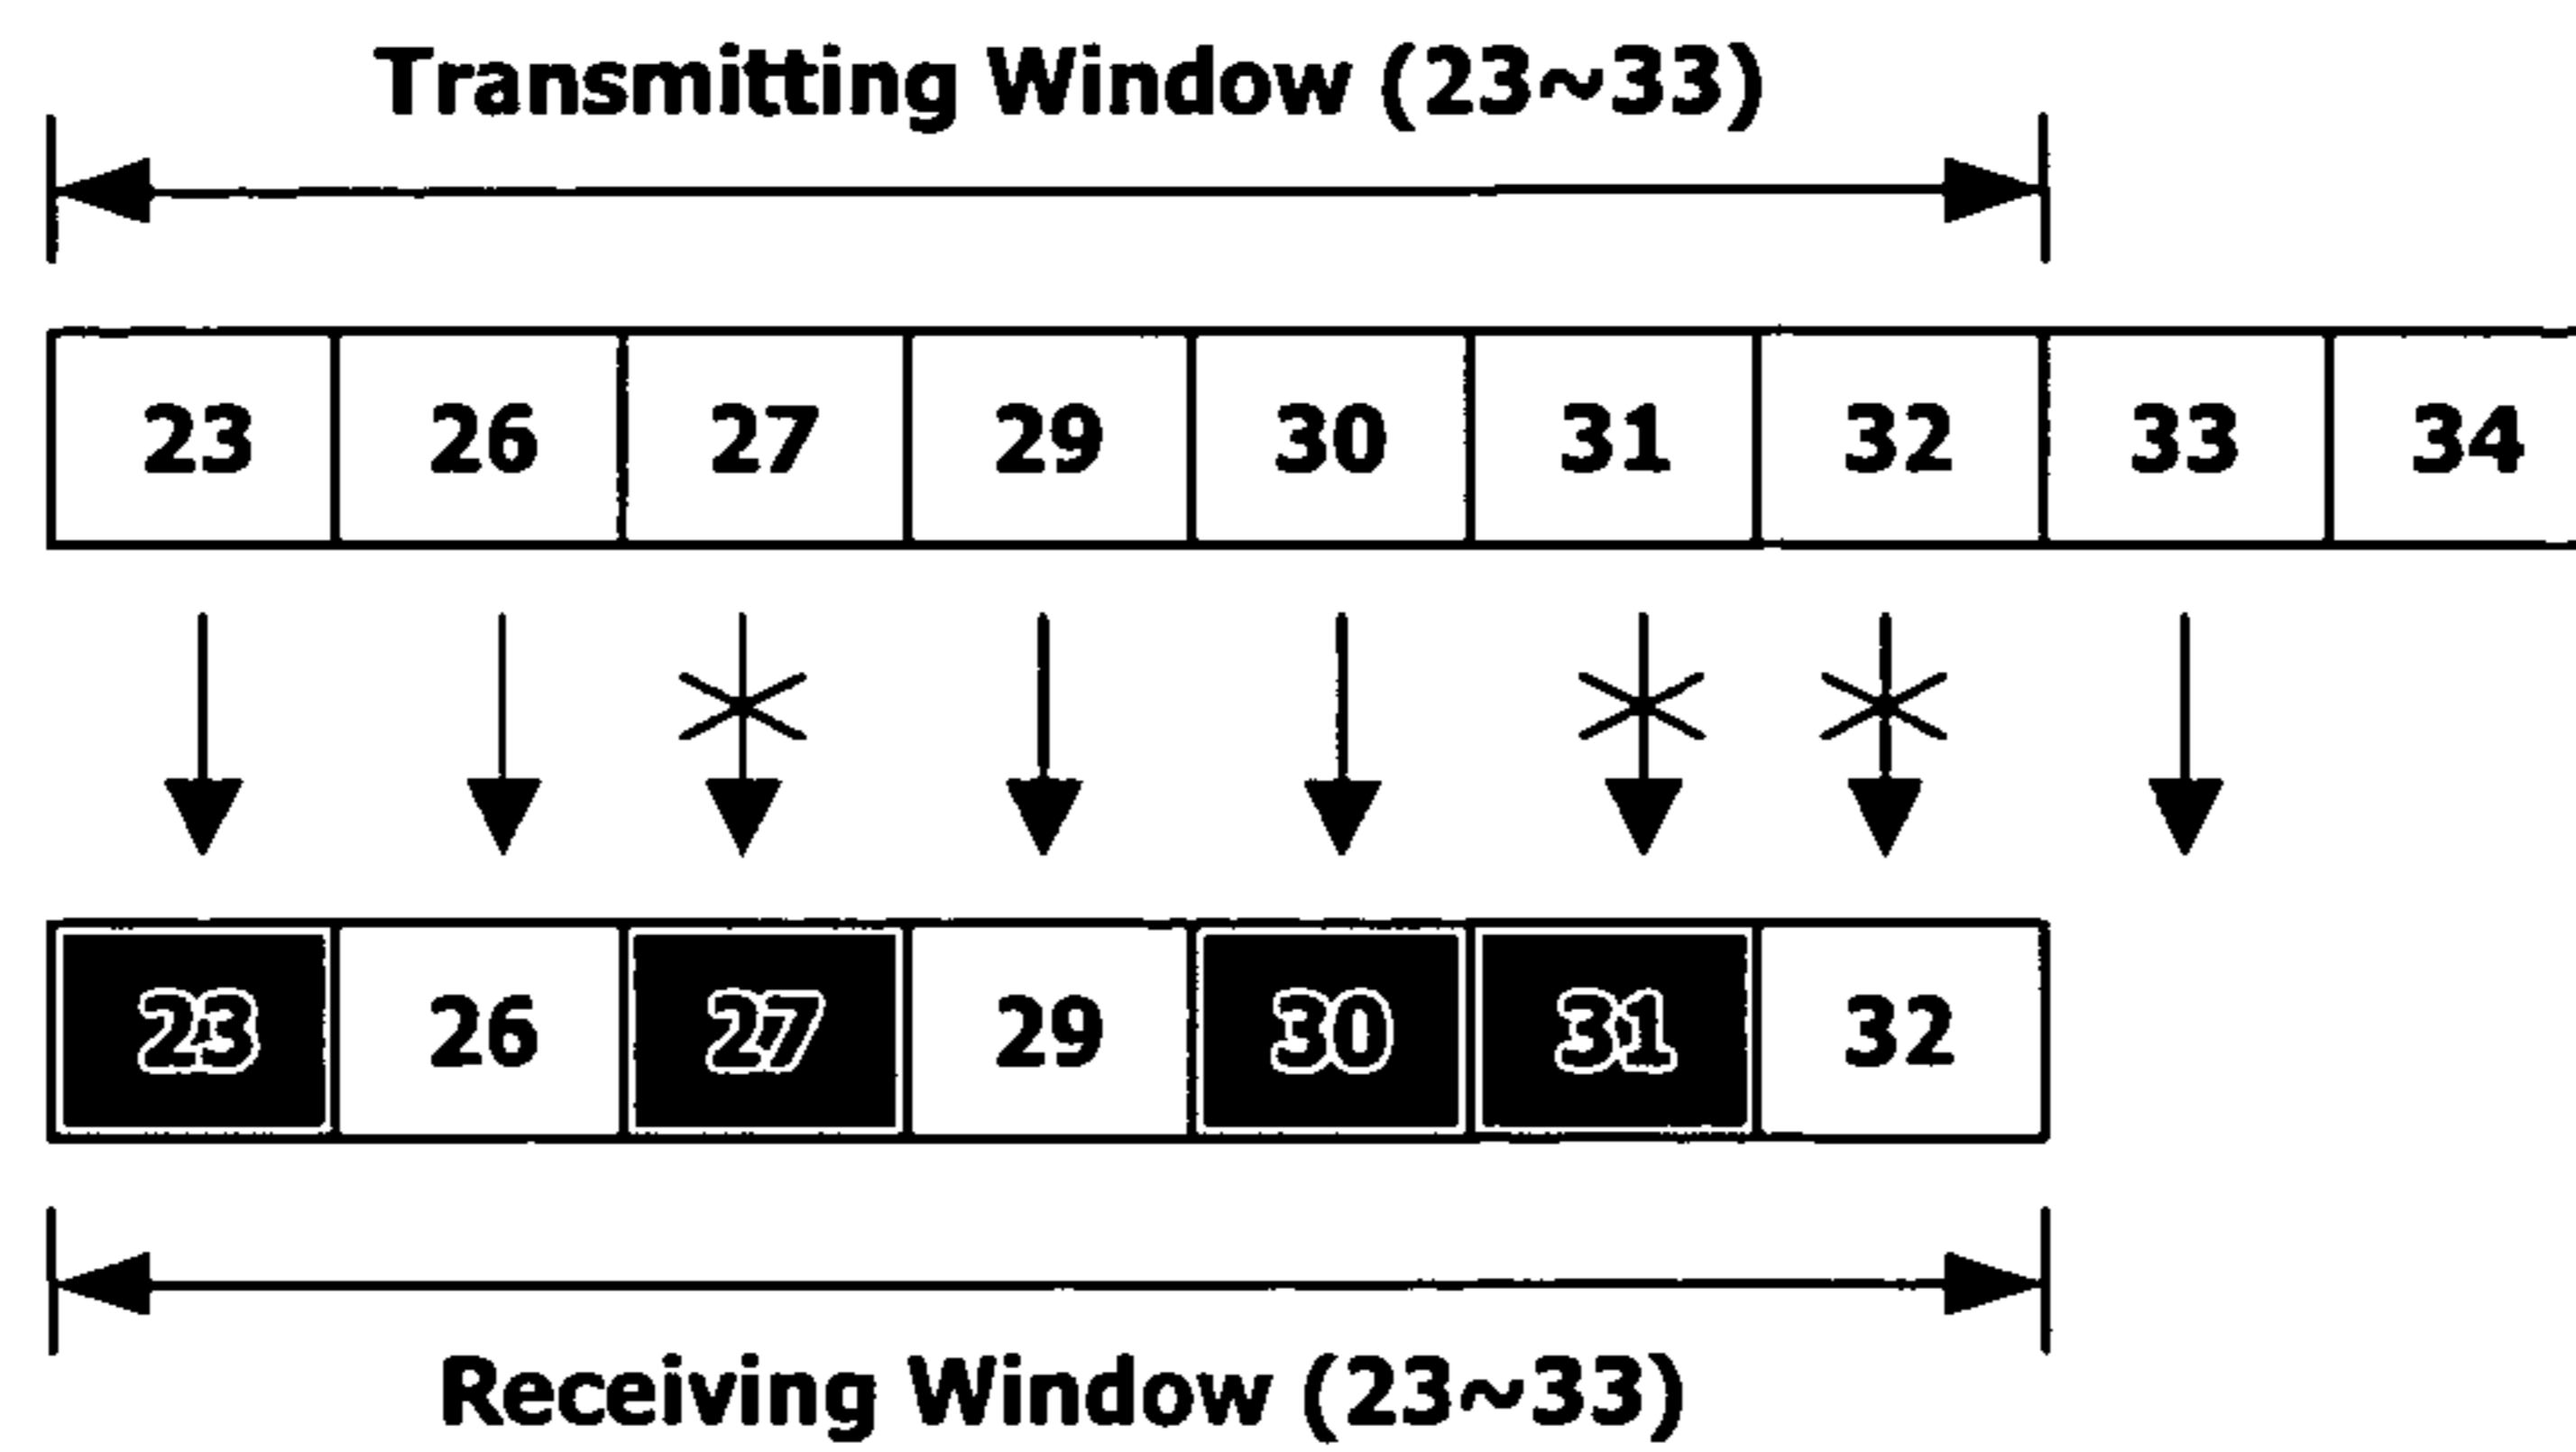 Transmitting Window (23~33)
23 26 27 29 30 31 32 33 34
23 26 27 29 30 31 32
Receiving Window (23~33)